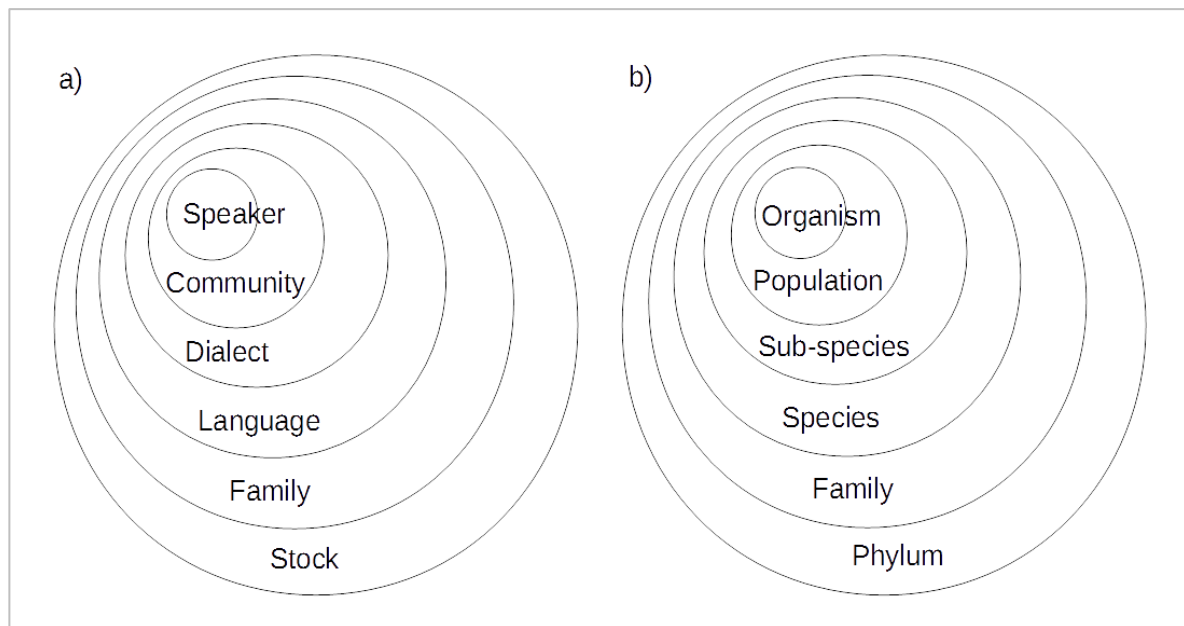 a)
Speaker
Community
Dialect
Language
Family
Stock
b)
Organism
Population
Sub-species
Species
Family
Phylum